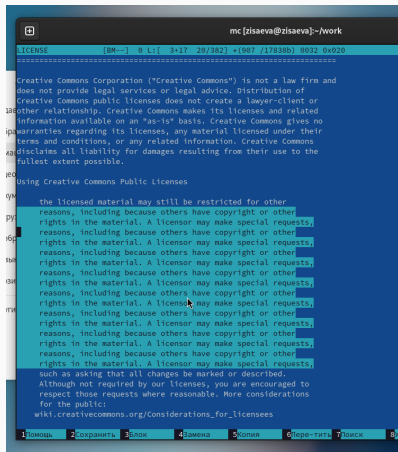 mc [zisaeva@zisaeva]:~/work
LICENSE [BM--] 0 L:[ 3+17 20/382] *(907 /17838b) 0032 0x020
=======================================================================
Creative Commons Corporation ("Creative Commons") is not a law firm and
does not provide legal services or legal advice. Distribution of
Creative Commons public licenses does not create a lawyer-client or
other relationship. Creative Commons makes its licenses and related
information available on an "as-is" basis. Creative Commons gives no
warranties regarding its licenses, any material licensed under their
terms and conditions, or any related information. Creative Commons
disclaims all liability for damages resulting from their use to the
fullest extent possible.
Using Creative Commons Public Licenses
the licensed material may still be restricted for other
reasons, including because others have copyright or other
rights in the material. A licensor may make special requests,
reasons, including because others have copyright or other
rights in the material. A licensor may make special requests,
reasons, including because others have copyright or other
rights in the material. A licensor may make special requests,
reasons, including because others have copyright or other
rights in the material. A licensor may make special requests,
reasons, including because others have copyright or other
rights in the material. A licensor may make special requests,
reasons, including because others have copyright or other
rights in the material. A licensor may make special requests,
reasons, including because others have copyright or other
rights in the material. A licensor may make special requests,
reasons, including because others have copyright or other
rights in the material. A licensor may make special requests,
such as asking that all changes be marked or described.
Although not required by our licenses, you are encouraged to
respect those requests where reasonable. More considerations
for the public:
wiki.creativecommons.org/Considerations_for_licensees
1Помощь 2Сохранить 3Блок 4Замена 5Копия 6Пере~тить 7Поиск 8